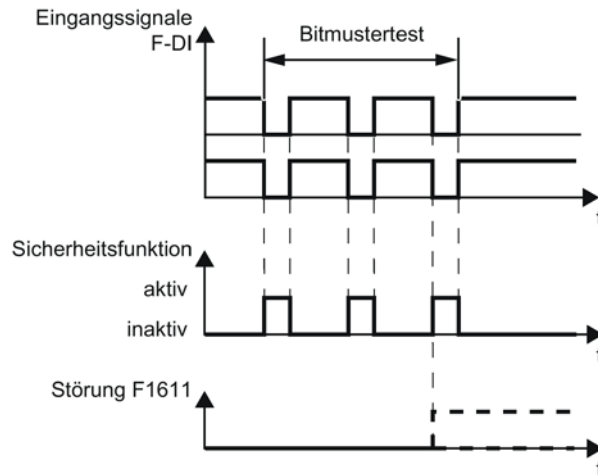 Eingangssignale
F-DI
Bitmustertest
t
Sicherheitsfunktion
aktiv
inaktiv
t
Störung F1611
t